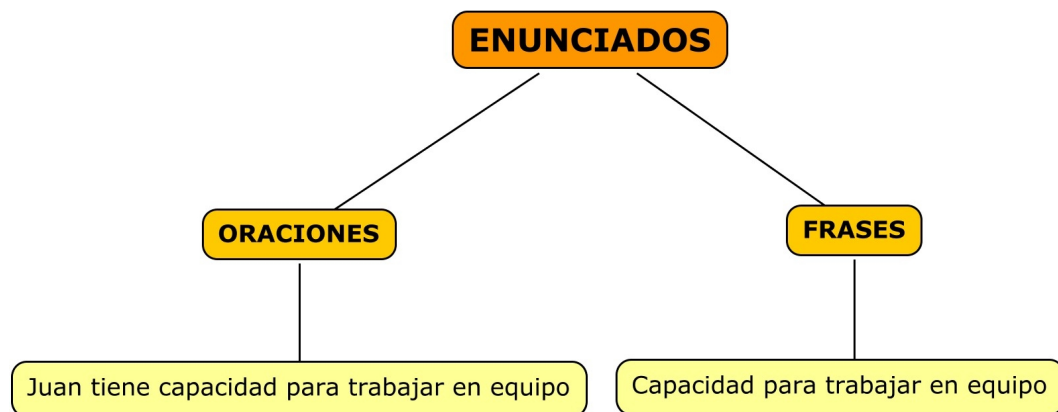 ENUNCIADOS
ORACIONES
FRASES
Juan tiene capacidad para trabajar en equipo
Capacidad para trabajar en equipo